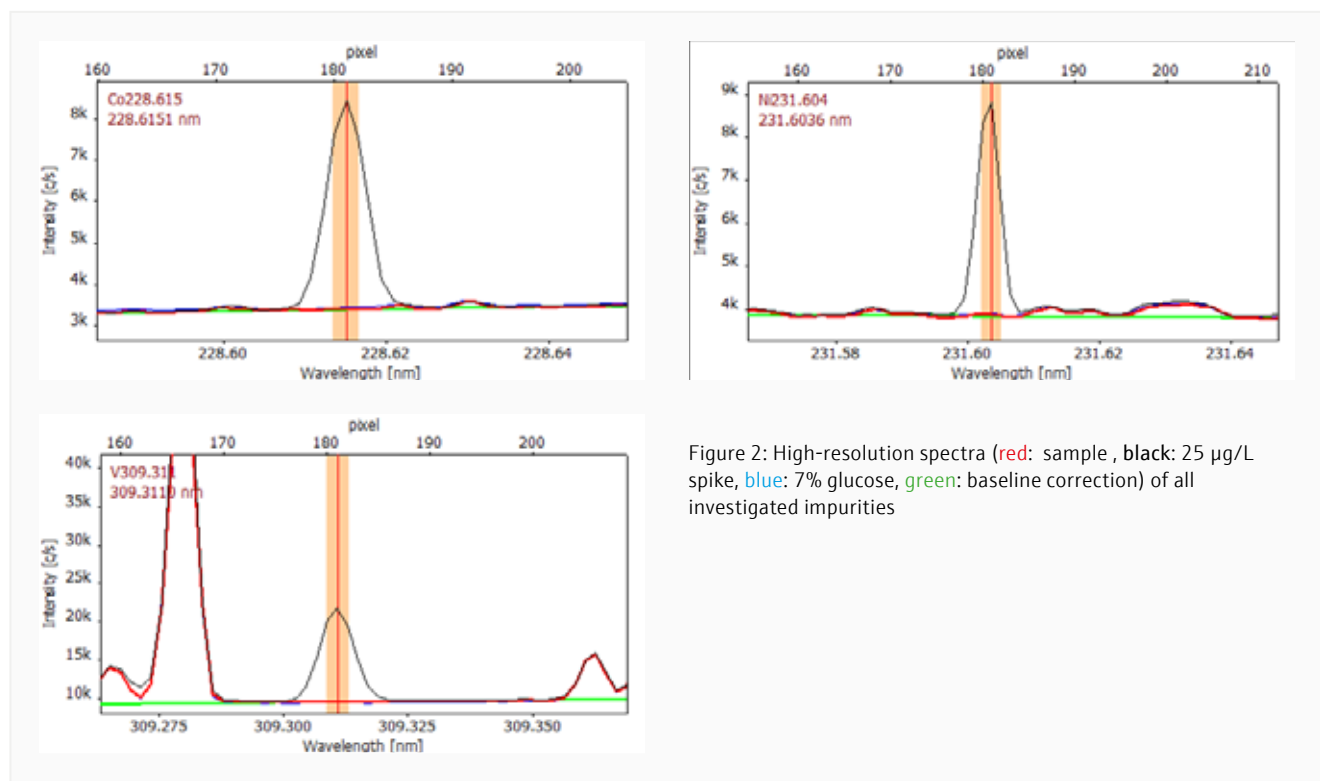 pixel
160 170 180 190 200
Co228.615
228.6151 nm
8k
7k
6k
5k
4k
3k
Intensity [c/s]
228.60 228.62 228.64
Wavelength [nm]
pixel
160 170 180 190 200 210
Ni231.604
231.6036 nm
9k
8k
7k
6k
5k
4k
Intensity [c/s]
231.58 231.60 231.62 231.64
Wavelength [nm]
pixel
160 170 180 190 200
V309.311
309.3110 nm
40k
35k
30k
25k
20k
15k
10k
Intensity [c/s]
309.275 309.300 309.325 309.350
Wavelength [nm]
Figure 2: High-resolution spectra (red: sample , black: 25 µg/L
spike, blue: 7% glucose, green: baseline correction) of all
investigated impurities